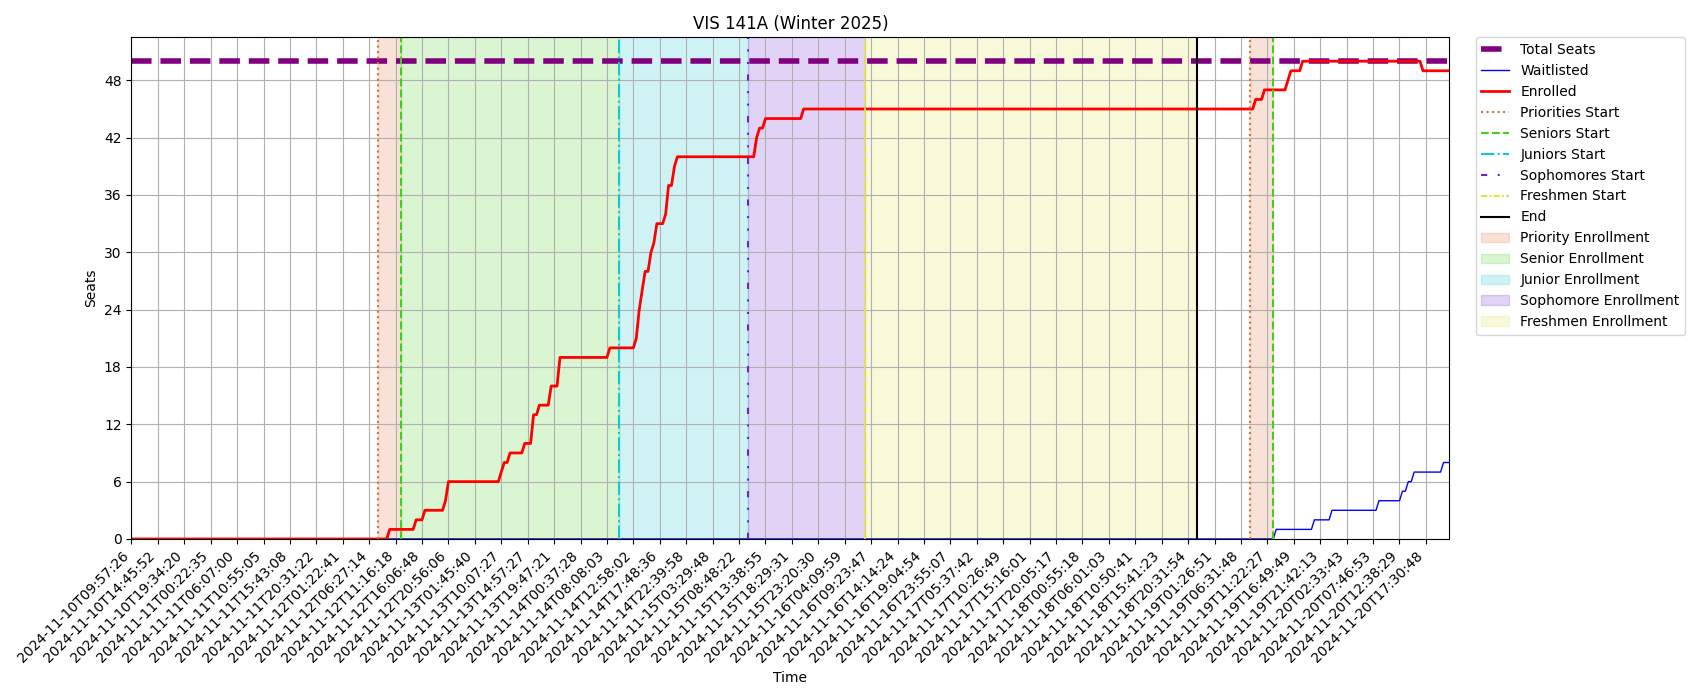 VIS 141A (Winter 2025)
Seats
48
42
36
30
24
18
12
6
0
2024-11-10T09:57:26
2024-11-10T14:45:52
2024-11-10T19:34:20
2024-11-11T00:22:35
2024-11-11T06:07:00
2024-11-11T10:55:05
2024-11-11T15:43:08
2024-11-11T20:31:22
2024-11-12T01:22:41
2024-11-12T06:27:14
2024-11-12T11:16:18
2024-11-12T16:06:48
2024-11-12T20:56:06
2024-11-13T01:45:40
2024-11-13T10:07:27
2024-11-13T14:57:27
2024-11-13T19:47:21
2024-11-14T00:37:28
2024-11-14T08:08:03
2024-11-14T12:58:02
2024-11-14T17:48:36
2024-11-14T22:39:58
2024-11-15T03:29:48
2024-11-15T08:48:22
2024-11-15T13:38:55
2024-11-15T18:29:31
2024-11-15T23:20:30
2024-11-16T04:09:59
2024-11-16T09:23:47
2024-11-16T14:14:24
2024-11-16T19:04:54
2024-11-16T23:55:07
2024-11-17T05:37:42
2024-11-17T10:26:49
2024-11-17T15:16:01
2024-11-17T20:05:17
2024-11-18T00:55:18
2024-11-18T06:01:03
2024-11-18T10:50:41
2024-11-18T15:41:23
2024-11-18T20:31:54
2024-11-19T01:26:51
2024-11-19T06:31:48
2024-11-19T11:22:27
2024-11-19T16:49:49
2024-11-19T21:42:13
2024-11-20T02:33:43
2024-11-20T07:46:53
2024-11-20T12:38:29
2024-11-20T17:30:48
Time
Total Seats
Waitlisted
Enrolled
Priorities Start
Seniors Start
Juniors Start
Sophomores Start
Freshmen Start
End
Priority Enrollment
Senior Enrollment
Junior Enrollment
Sophomore Enrollment
Freshmen Enrollment